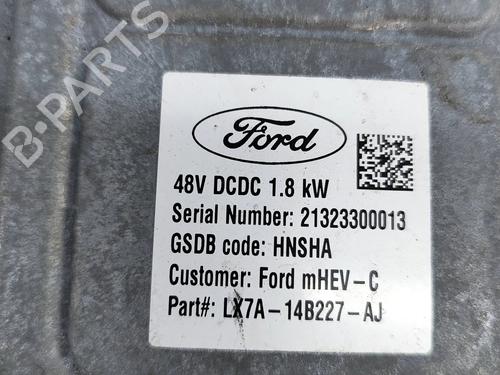 B-PARTS
Ford
48V DCDC 1.8 kW
Serial Number: 21323300013
GSDB code: HNSHA
Customer: Ford mHEV-C
Part#: LX7A-14B227-AJ